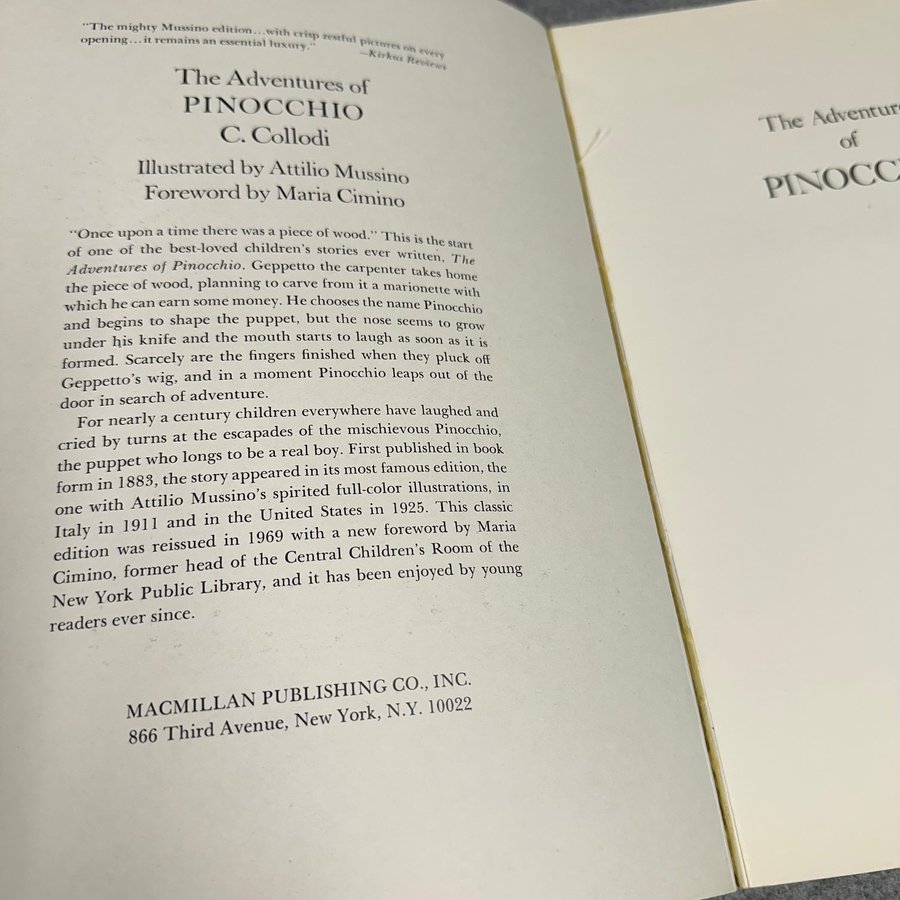 "The mighty Mussino edition...with crisp restful pictures on every
opening...it remains an essential luxury."
—Kirkus Reviews
The Adventures of
PINOCCHIO
C. Collodi
Illustrated by Attilio Mussino
Foreword by Maria Cimino
"Once upon a time there was a piece of wood." This is the start
of one of the best-loved children's stories ever written, The
Adventures of Pinocchio. Geppetto the carpenter takes home
the piece of wood, planning to carve from it a marionette with
which he can earn some money. He chooses the name Pinocchio
and begins to shape the puppet, but the nose seems to grow
under his knife and the mouth starts to laugh as soon as it is
formed. Scarcely are the fingers finished when they pluck off
Geppetto's wig, and in a moment Pinocchio leaps out of the
door in search of adventure.
For nearly a century children everywhere have laughed and
cried by turns at the escapades of the mischievous Pinocchio,
the puppet who longs to be a real boy. First published in book
form in 1883, the story appeared in its most famous edition, the
one with Attilio Mussino's spirited full-color illustrations, in
Italy in 1911 and in the United States in 1925. This classic
edition was reissued in 1969 with a new foreword by Maria
Cimino, former head of the Central Children's Room of the
New York Public Library, and it has been enjoyed by young
readers ever since.
MACMILLAN PUBLISHING CO., INC.
866 Third Avenue, New York, N.Y. 10022
The Adventur
of
PINOCC